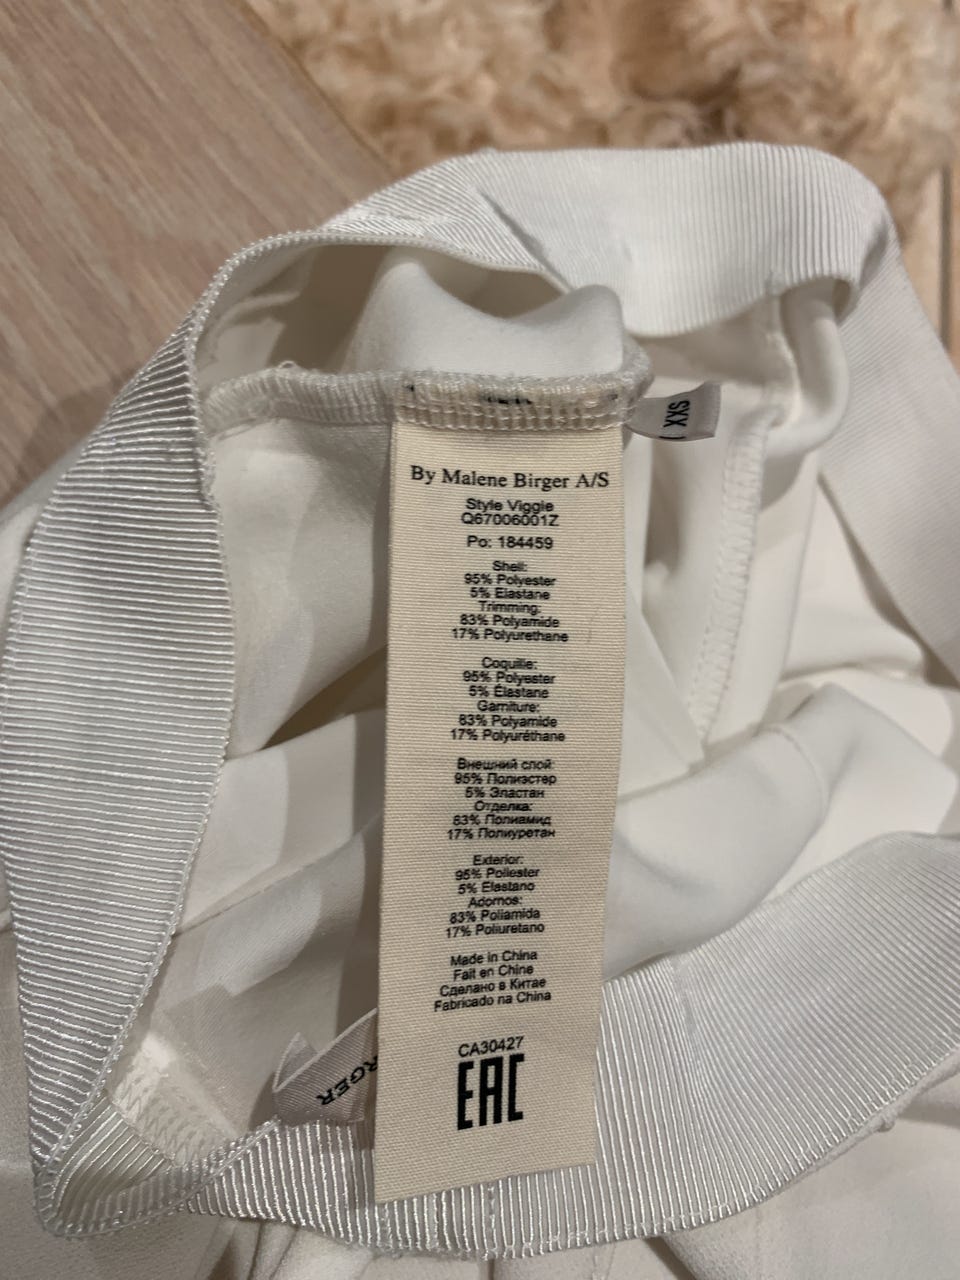 XXS
By Malene Birger A/S
Style Viggie
Q67006001Z
Po: 184459
Shell:
95% Polyester
5% Elastane
Trimming:
83% Polyamide
17% Polyurethane
Coquille:
95% Polyester
5% Élastane
Garniture:
83% Polyamide
17% Polyuréthane
Внешний слой:
95% Полиэстер
5% Эластан
Отделка:
83% Полиамид
17% Полиуретан
Exterior:
95% Poliester
5% Elastano
Adornos:
83% Poliamida
17% Poliuretano
Made in China
Fait en Chine
Сделано в Китае
Fabricado na China
CA30427
EAC
RGER